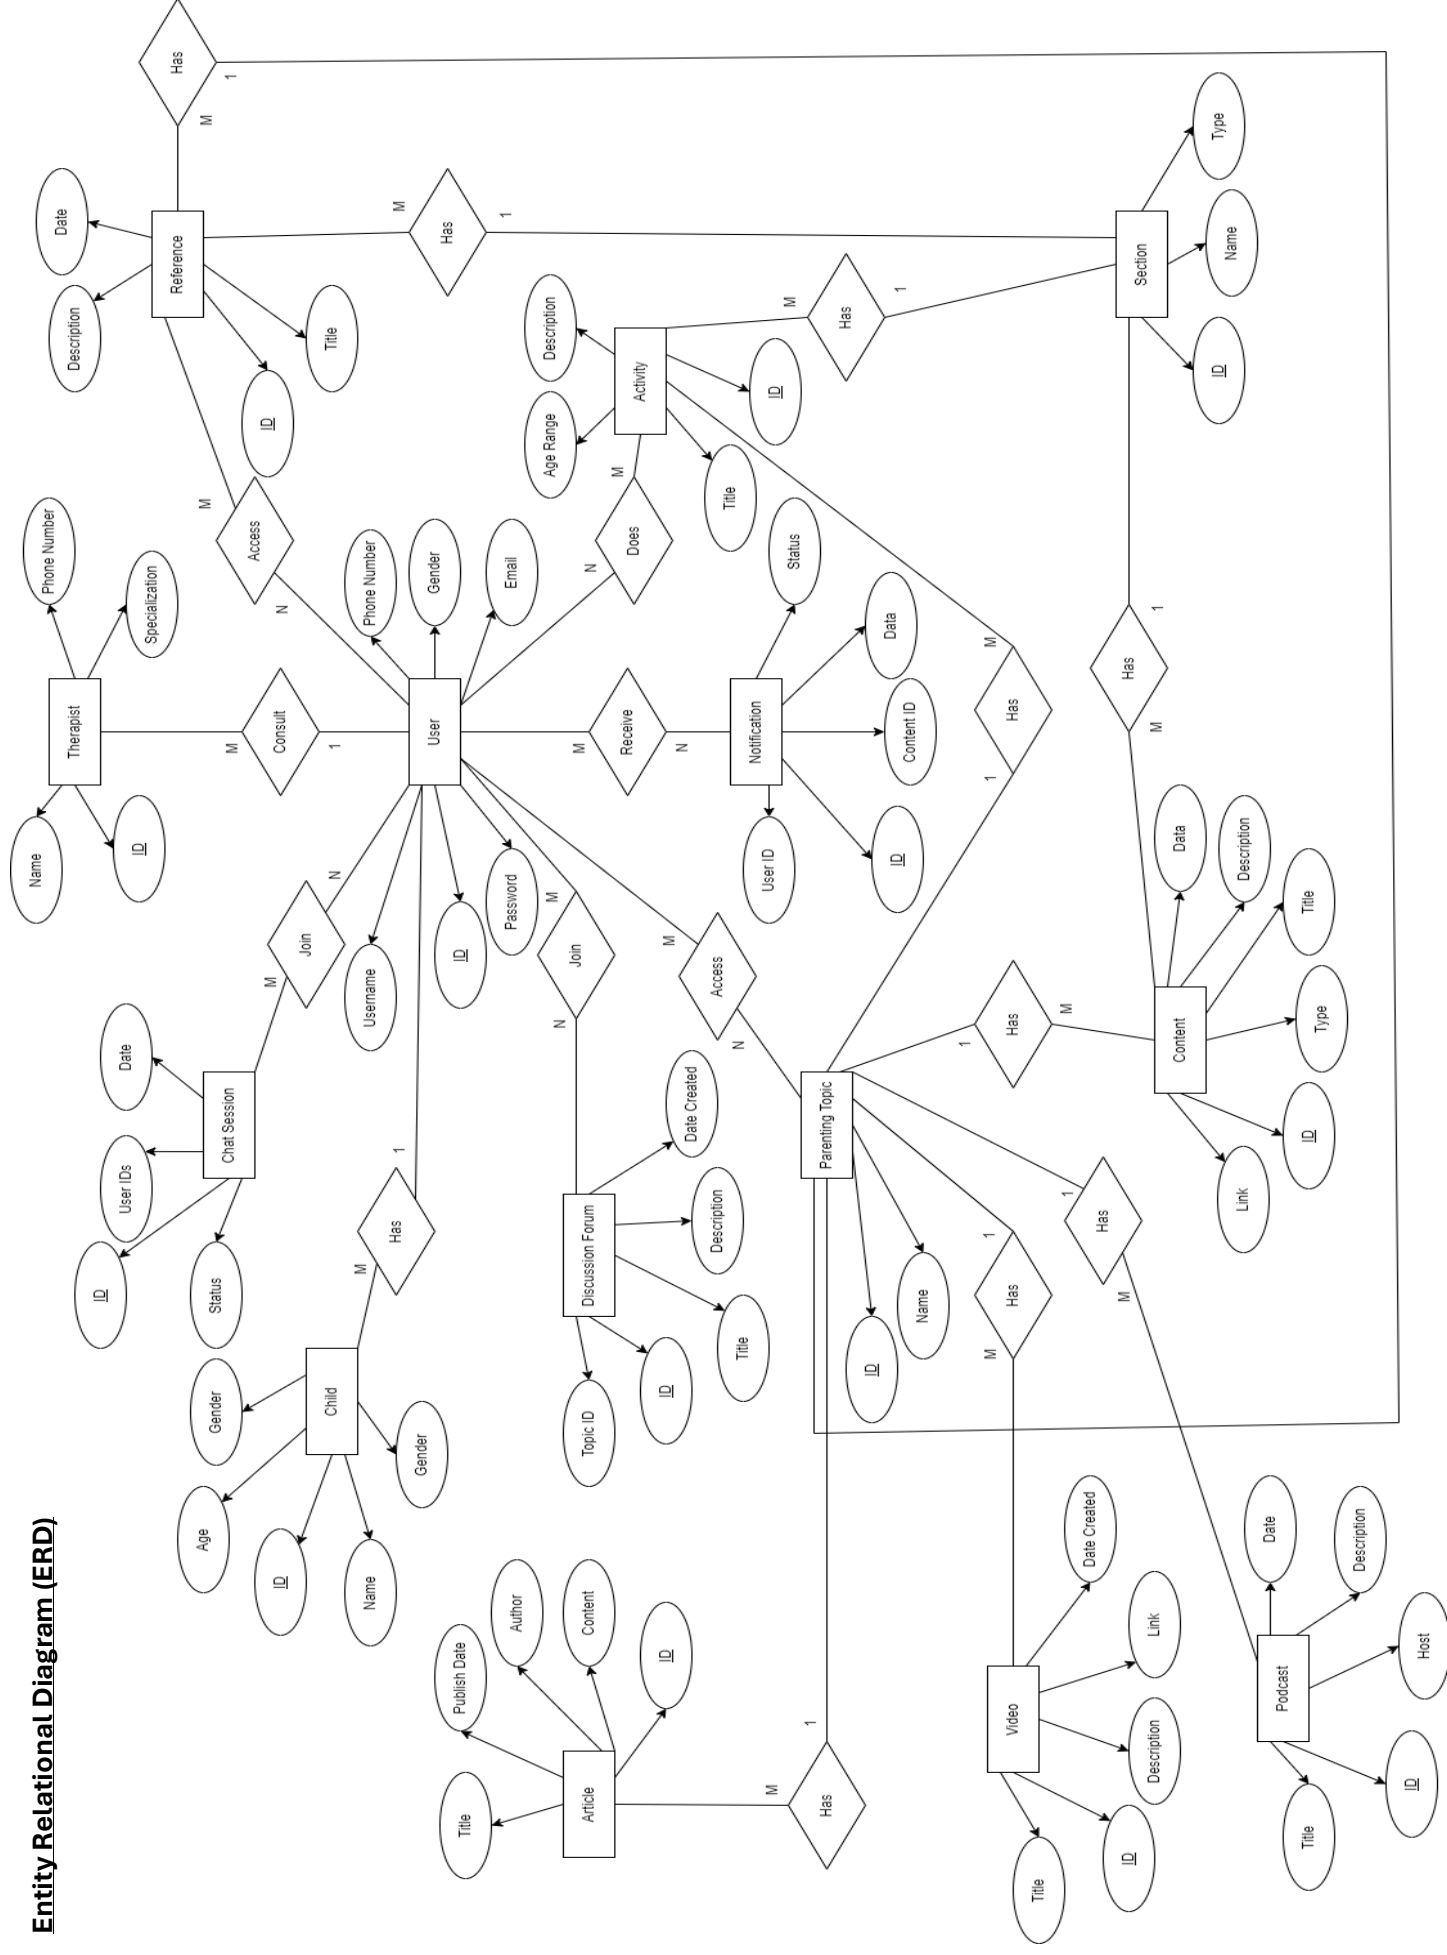 Entity Relational Diagram (ERD)
Name
Phone Number
Date
ID
Therapist
Description
User IDs
Date
ID
Specialization
Reference
Has
Age
Gender
Status
Chat Session
M
M
M
1
ID
M
Consult
N
Access
ID
Child
Join
N
1
Title
Name
M
Has
1
Username
Phone Number
M
Title
Publish Date
Gender
ID
User
Gender
Has
Author
Password
Email
1
N
M
Age Range
Description
Article
Content
Topic ID
Discussion Forum
Join
M
N
M
Receive
Does
Activity
ID
ID
M
N
Title
Description
Date Created
Access
Title
N
User ID
Notification
Status
ID
M
1
Has
Parenting Topic
M
Has
1
ID
Name
ID
Content ID
Data
1
M
Title
Video
M
Has
1
Has
1
Has
M
1
M
Date Created
Has
M
ID
Description
Link
M
Has
1
Section
Content
Data
ID
Name
Type
Link
Description
Title
Podcast
Date
ID
Type
Title
ID
Host
Description